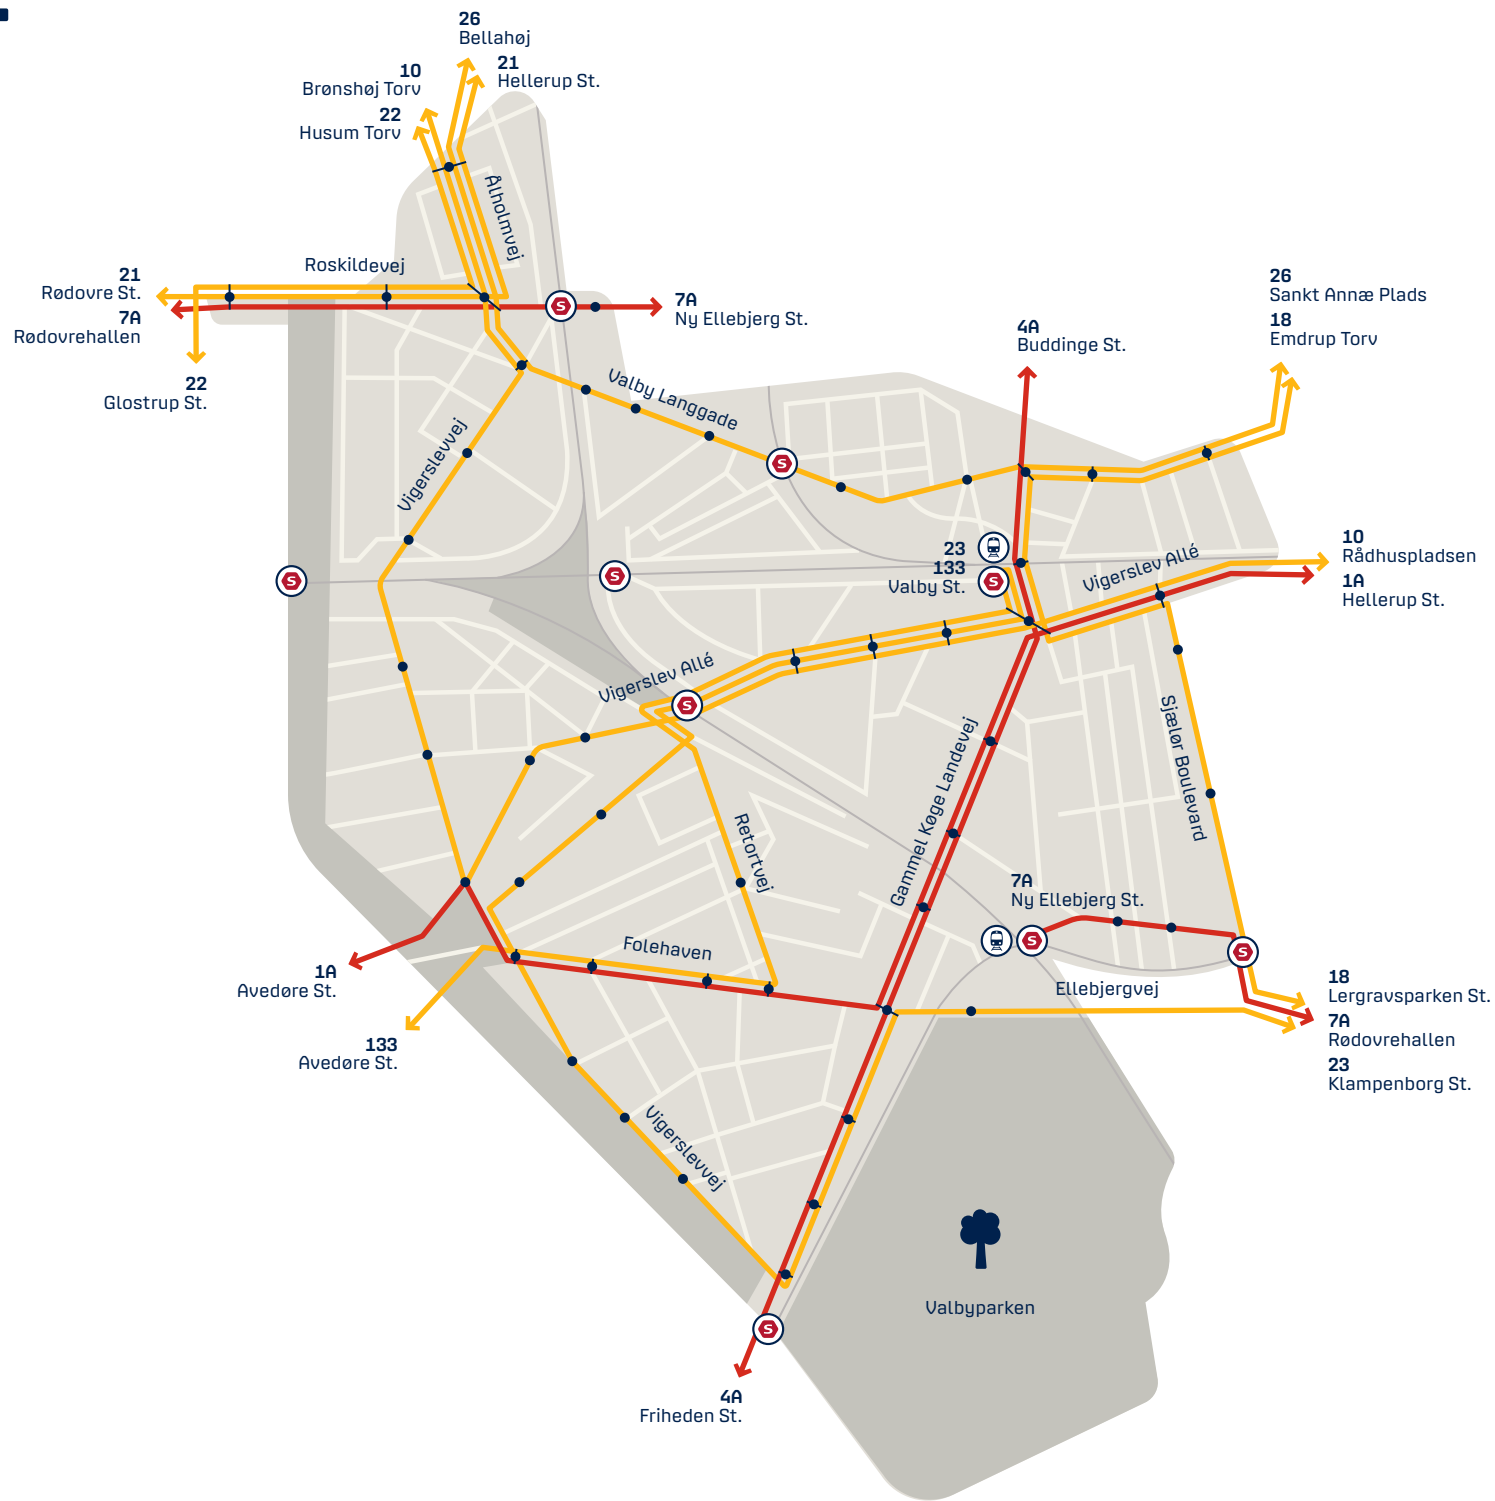 26
Bellahøj
21
Hellerup St.
10
Brønshøj Torv
22
Husum Torv
Ålholmvej
Roskildevej
21
Rødovre St.
7A
Rødovrehallen
22
Glostrup St.
7A
Ny Ellebjerg St.
26
Sankt Annæ Plads
18
Emdrup Torv
4A
Buddinge St.
Valby Langgade
Vigerslevvej
23
133
Valby St.
Vigerslev Allé
10
Rådhuspladsen
1A
Hellerup St.
Vigerslev Allé
Sjælør Boulevard
Gammel Køge Landevej
Retortvej
7A
Ny Ellebjerg St.
Folehaven
1A
Avedøre St.
133
Avedøre St.
Ellebjergvej
18
Lergravsparken St.
7A
Rødovrehallen
23
Klampenborg St.
Vigerslevvej
Valbyparken
4A
Friheden St.
S
S
S
S
S
S
S
S
S